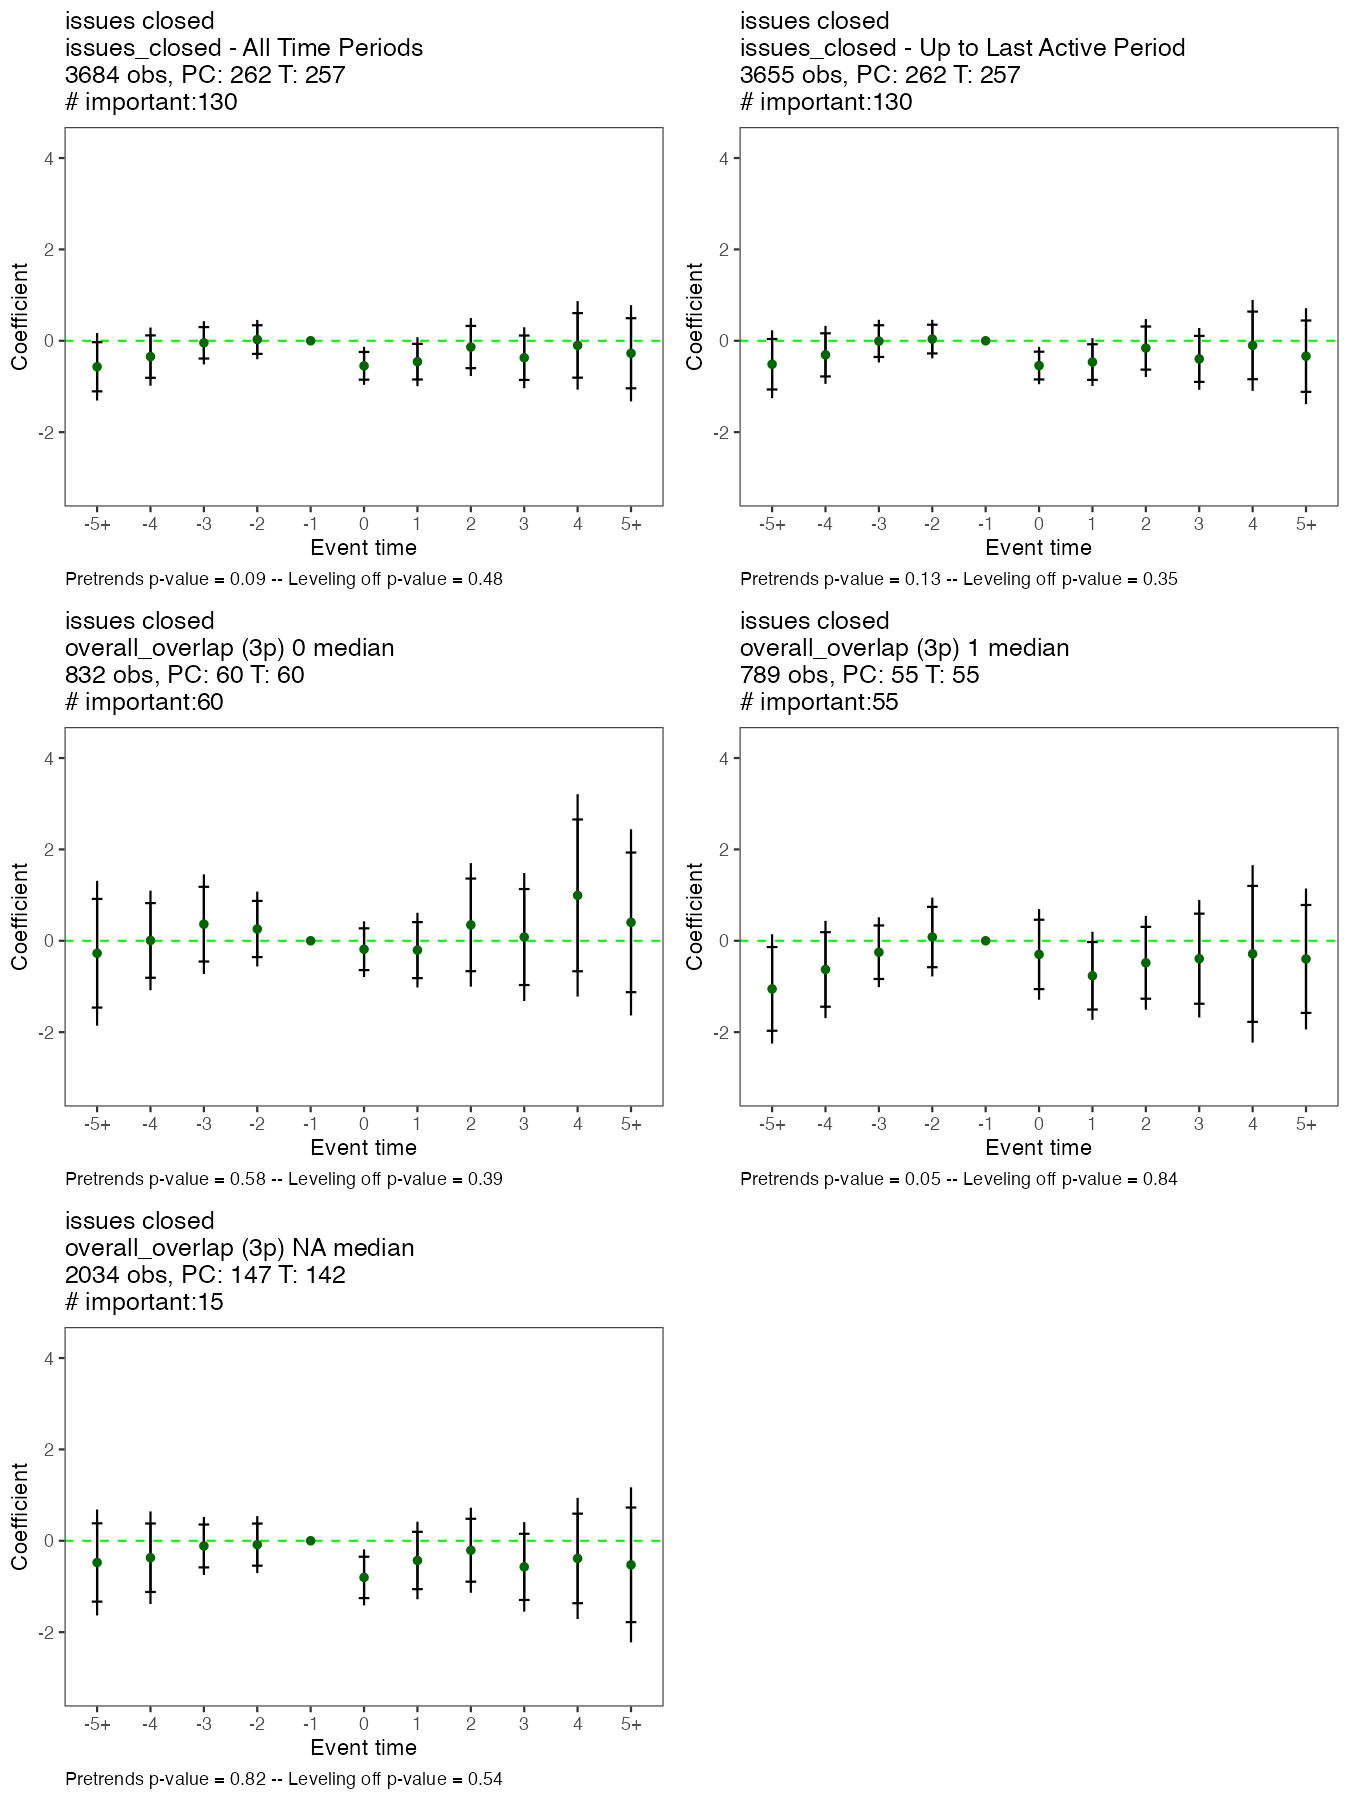 issues closed
issues_closed - All Time Periods
3684 obs, PC: 262 T: 257
# important:130
4
2
0
-2
Coefficient
-5+ -4 -3 -2 -1 0 1 2 3 4 5+
Event time
Pretrends p-value = 0.09 -- Leveling off p-value = 0.48
issues closed
issues_closed - Up to Last Active Period
3655 obs, PC: 262 T: 257
# important:130
4
2
0
-2
Coefficient
-5+ -4 -3 -2 -1 0 1 2 3 4 5+
Event time
Pretrends p-value = 0.13 -- Leveling off p-value = 0.35
issues closed
overall_overlap (3p) 0 median
832 obs, PC: 60 T: 60
# important:60
4
2
0
-2
Coefficient
-5+ -4 -3 -2 -1 0 1 2 3 4 5+
Event time
Pretrends p-value = 0.58 -- Leveling off p-value = 0.39
issues closed
overall_overlap (3p) 1 median
789 obs, PC: 55 T: 55
# important:55
4
2
0
-2
Coefficient
-5+ -4 -3 -2 -1 0 1 2 3 4 5+
Event time
Pretrends p-value = 0.05 -- Leveling off p-value = 0.84
issues closed
overall_overlap (3p) NA median
2034 obs, PC: 147 T: 142
# important:15
4
2
0
-2
Coefficient
-5+ -4 -3 -2 -1 0 1 2 3 4 5+
Event time
Pretrends p-value = 0.82 -- Leveling off p-value = 0.54